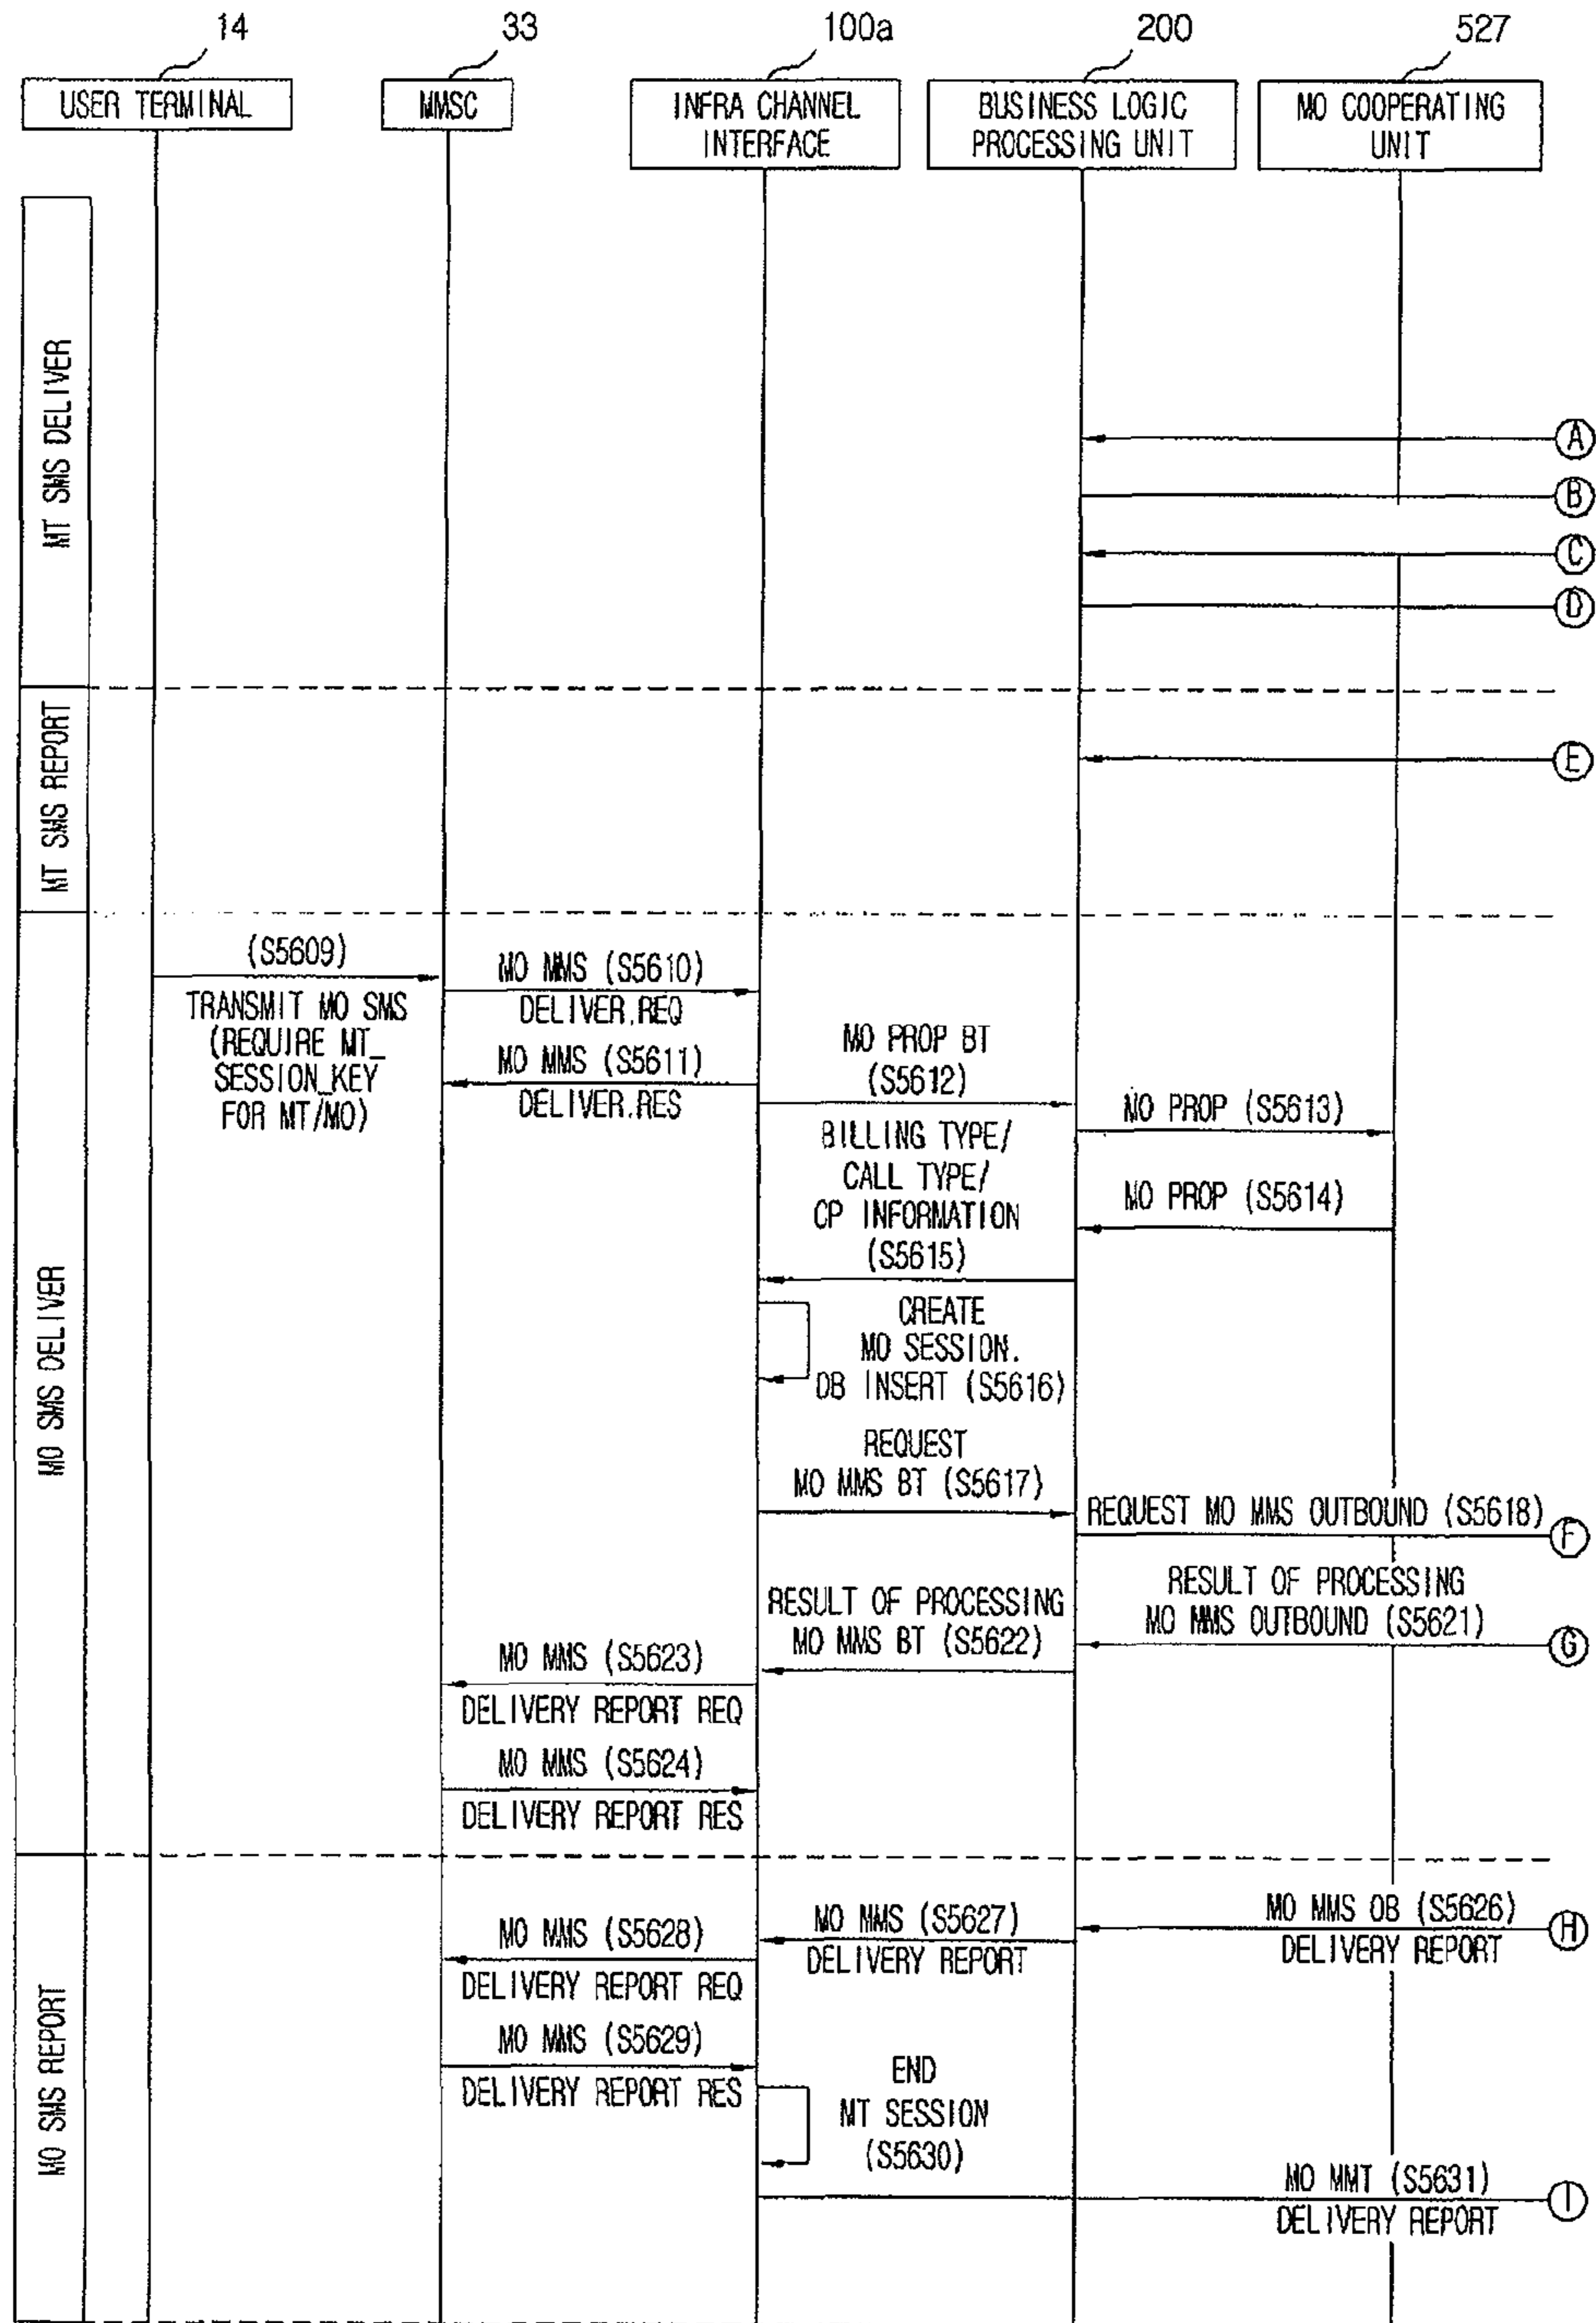 14
33
100a
200
527
USER TERMINAL
MMSC
INFRA CHANNEL
INTERFACE
BUSINESS LOGIC
PROCESSING UNIT
MO COOPERATING
UNIT
MT SMS DELIVER
A
B
C
D
MT SMS REPORT
E
MO SMS DELIVER
(S5609)
TRANSMIT MO SMS
(REQUIRE MT_
SESSION_KEY
FOR MT/MO)
MO MMS (S5610)
DELIVER.REQ
MO MMS (S5611)
DELIVER.RES
MO PROP BT
(S5612)
MO PROP (S5613)
MO PROP (S5614)
BILLING TYPE/
CALL TYPE/
CP INFORMATION
(S5615)
CREATE
MO SESSION.
DB INSERT (S5616)
REQUEST
MO MMS BT (S5617)
REQUEST MO MMS OUTBOUND (S5618)
F
RESULT OF PROCESSING
MO MMS OUTBOUND (S5621)
G
RESULT OF PROCESSING
MO MMS BT (S5622)
MO MMS (S5623)
DELIVERY REPORT REQ
MO MMS (S5624)
DELIVERY REPORT RES
MO SMS REPORT
MO MMS OB (S5626)
DELIVERY REPORT
H
MO MMS (S5627)
DELIVERY REPORT
MO MMS (S5628)
DELIVERY REPORT REQ
MO MMS (S5629)
DELIVERY REPORT RES
END
MT SESSION
(S5630)
MO MMT (S5631)
DELIVERY REPORT
I